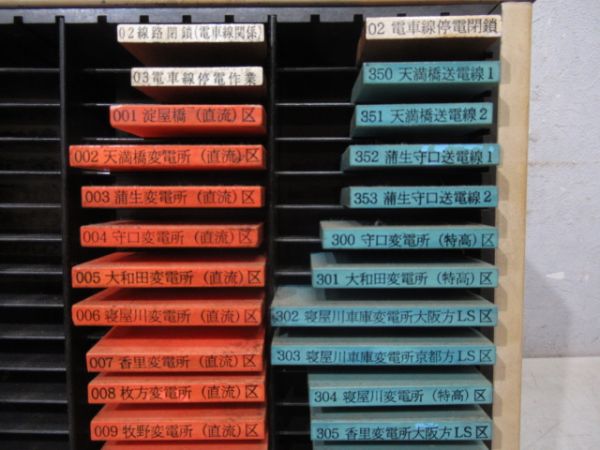 02線路閉鎖(電車線関係)
03電車線停電作業
001 淀屋橋 (直流) 区
002 天満橋変電所 (直流) 区
003 蒲生変電所 (直流) 区
004 守口変電所 (直流) 区
005 大和田変電所 (直流) 区
006 寝屋川変電所 (直流) 区
007 香里変電所 (直流) 区
008 枚方変電所 (直流) 区
009 牧野変電所 (直流) 区
02 電車線停電閉鎖
350 天満橋送電線1
351 天満橋送電線2
352 蒲生守口送電線1
353 蒲生守口送電線2
300 守口変電所 (特高) 区
301 大和田変電所 (特高) 区
302 寝屋川車庫変電所大阪方LS区
303 寝屋川車庫変電所京都方LS区
304 寝屋川変電所 (特高) 区
305 香里変電所大阪方LS区